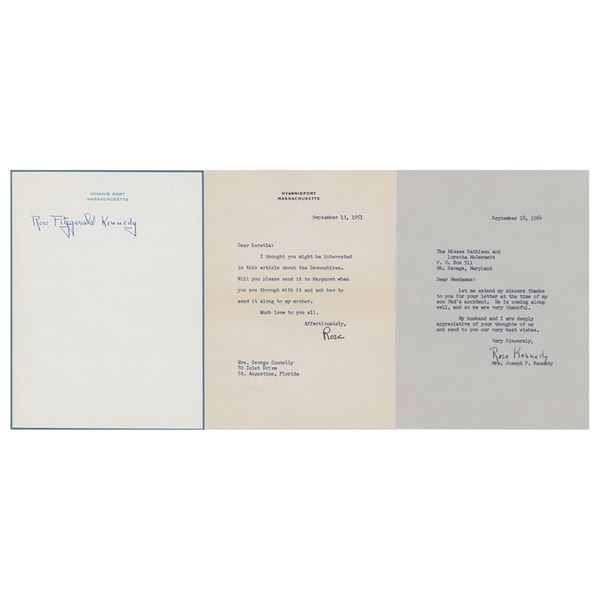 HYANNIS PORT
MASSACHUSETTS
Rose Fitzgerald Kennedy
HYANNISPORT
MASSACHUSETTS
September 13, 1951
Dear Loretta:
I thought you might be interested
in this article about the Devonshires.
Will you please send it to Margaret when
you are through with it and ask her to
send it along to my mother.
Much love to you all.
Affectionately,
Rose
Mrs. George Connelly
30 Inlet Drive
St. Augustine, Florida
September 18, 1964
The Misses Kathleen and
Loretta McDermott
P. O. Box 511
Mt. Savage, Maryland
Dear Mesdames:
Let me extend my sincere thanks
to you for your letter at the time of my
son Ted's accident. He is coming along
well, and so we are very thankful.
My husband and I are deeply
appreciative of your thoughts of us
and send to you our very best wishes.
Very Sincerely,
Rose Kennedy
Mrs. Joseph P. Kennedy